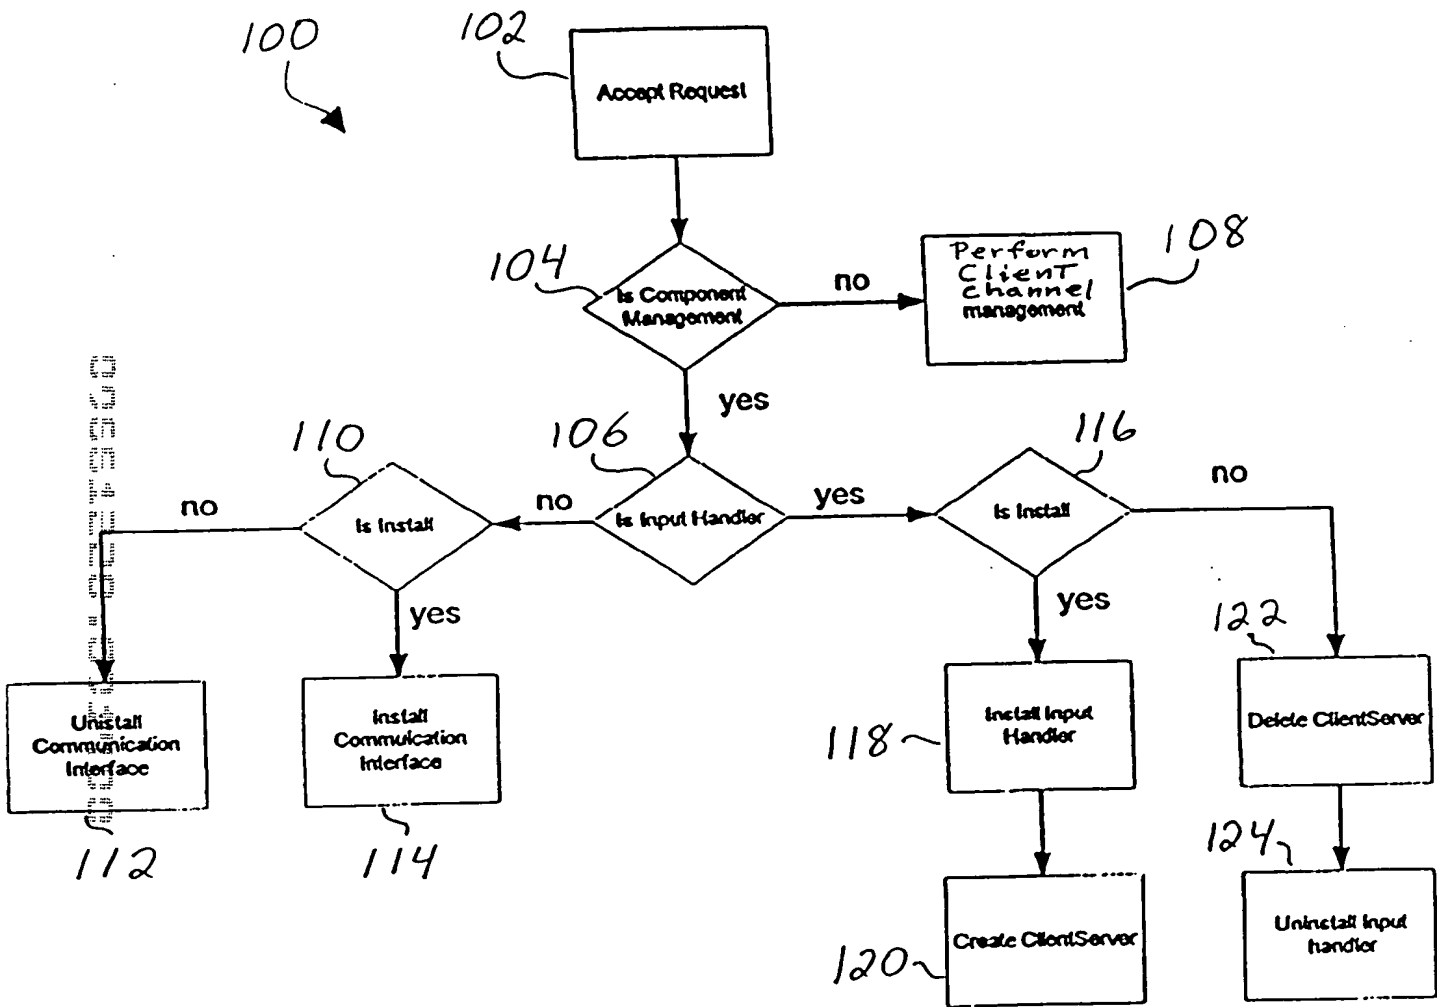 100
102
Accept Request
104
Is Component
Management
no
Perform
Client
channel
management
108
yes
110
106
116
no
Is Install
no
Is Input Handler
yes
Is Install
no
yes
yes
122
Unistall
Communication
Interface
Install
Commuication
Interface
118
Install Input
Handler
Delete ClientServer
112
114
124
120
Create ClientServer
Uninstall Input
handler